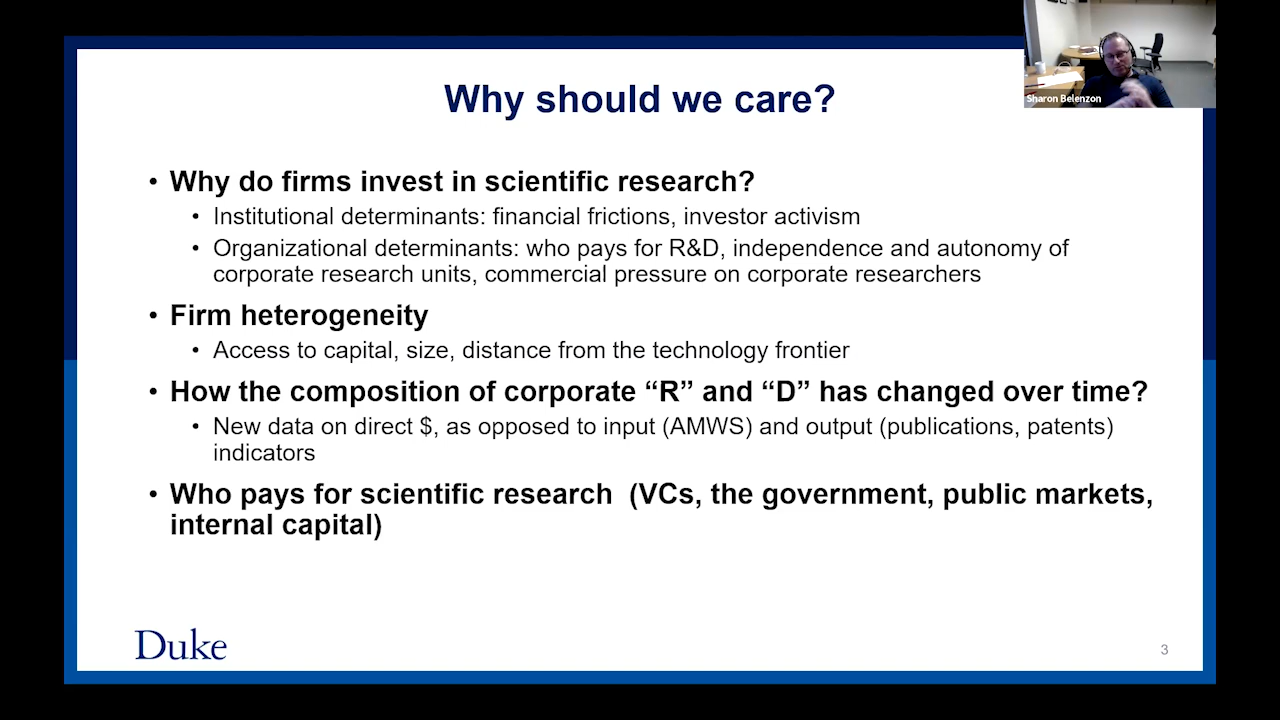 Sharon Belenzon
Why should we care?
• Why do firms invest in scientific research?
• Institutional determinants: financial frictions, investor activism
• Organizational determinants: who pays for R&D, independence and autonomy of
corporate research units, commercial pressure on corporate researchers
• Firm heterogeneity
• Access to capital, size, distance from the technology frontier
• How the composition of corporate “R” and “D” has changed over time?
• New data on direct $, as opposed to input (AMWS) and output (publications, patents)
indicators
• Who pays for scientific research  (VCs, the government, public markets,
internal capital)
Duke
3